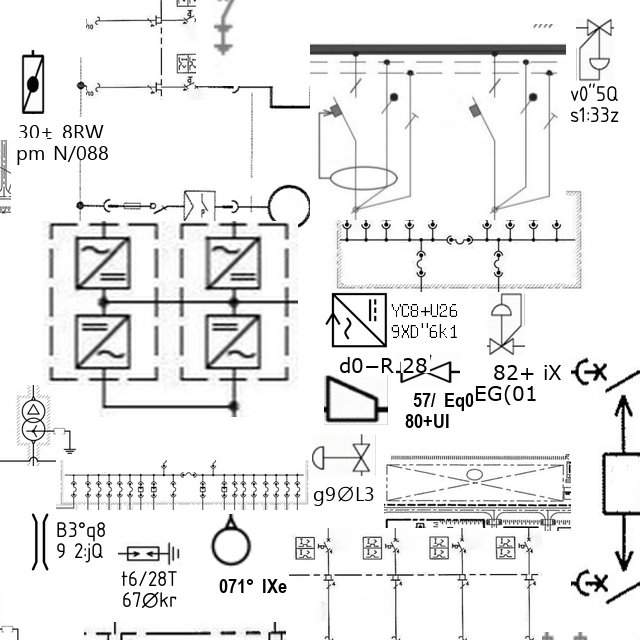 30± 8RW
pm N/088
v0"5Q
s1:33z
YC8+U26
9XD"6k1
d0−R.28'
82+ iX
EG(01
57/ Eq0
80+UI
g9ØL3
B3°q8
9 2:jQ
t6/28T
67Økr
071° IXe